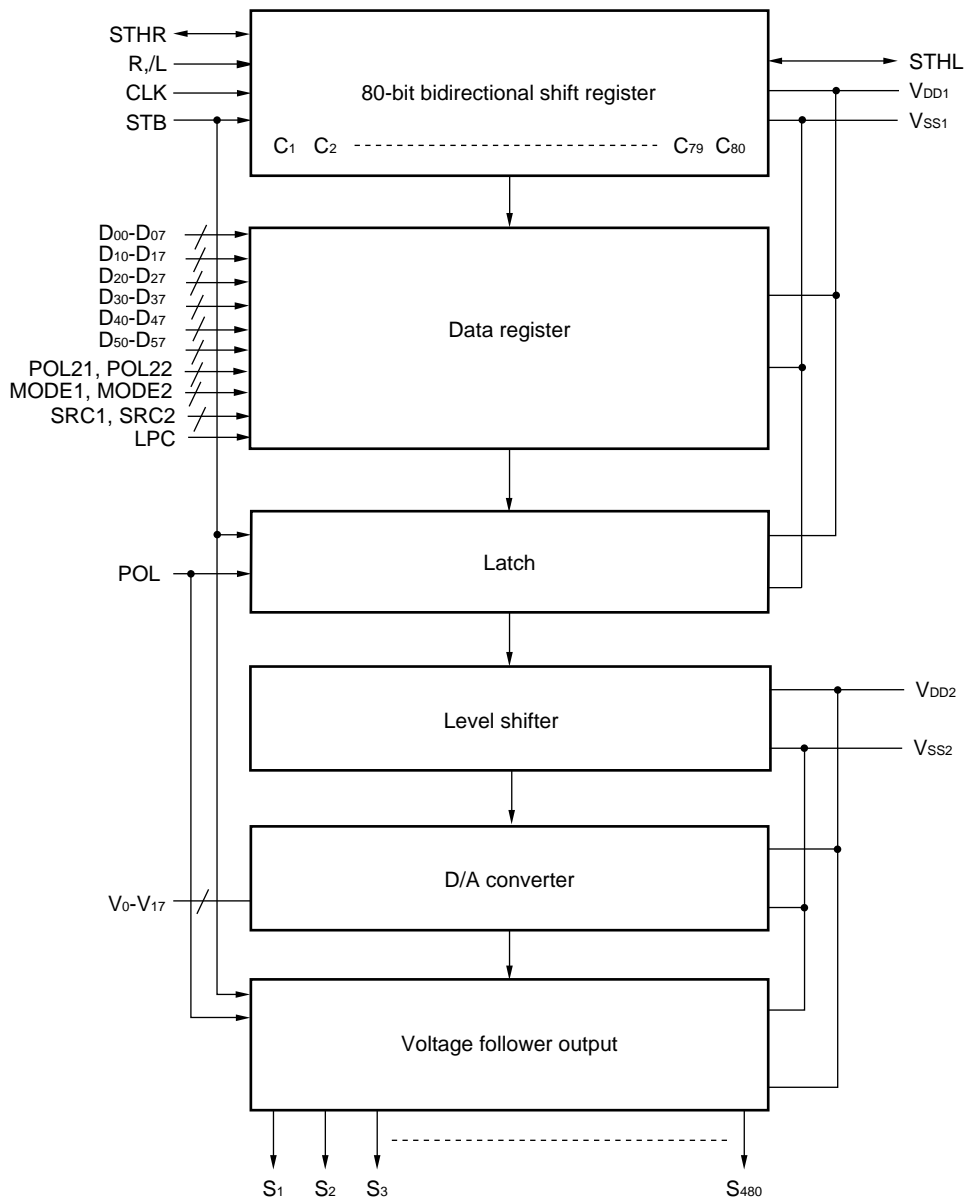 STHR
R,/L
CLK
STB
80-bit bidirectional shift register
C1 C2 C79 C80
STHL
VDD1
VSS1
D00-D07
D10-D17
D20-D27
D30-D37
D40-D47
D50-D57
POL21, POL22
MODE1, MODE2
SRC1, SRC2
LPC
Data register
POL
Latch
Level shifter
VDD2
VSS2
V0-V17
D/A converter
Voltage follower output
S1 S2 S3 S480